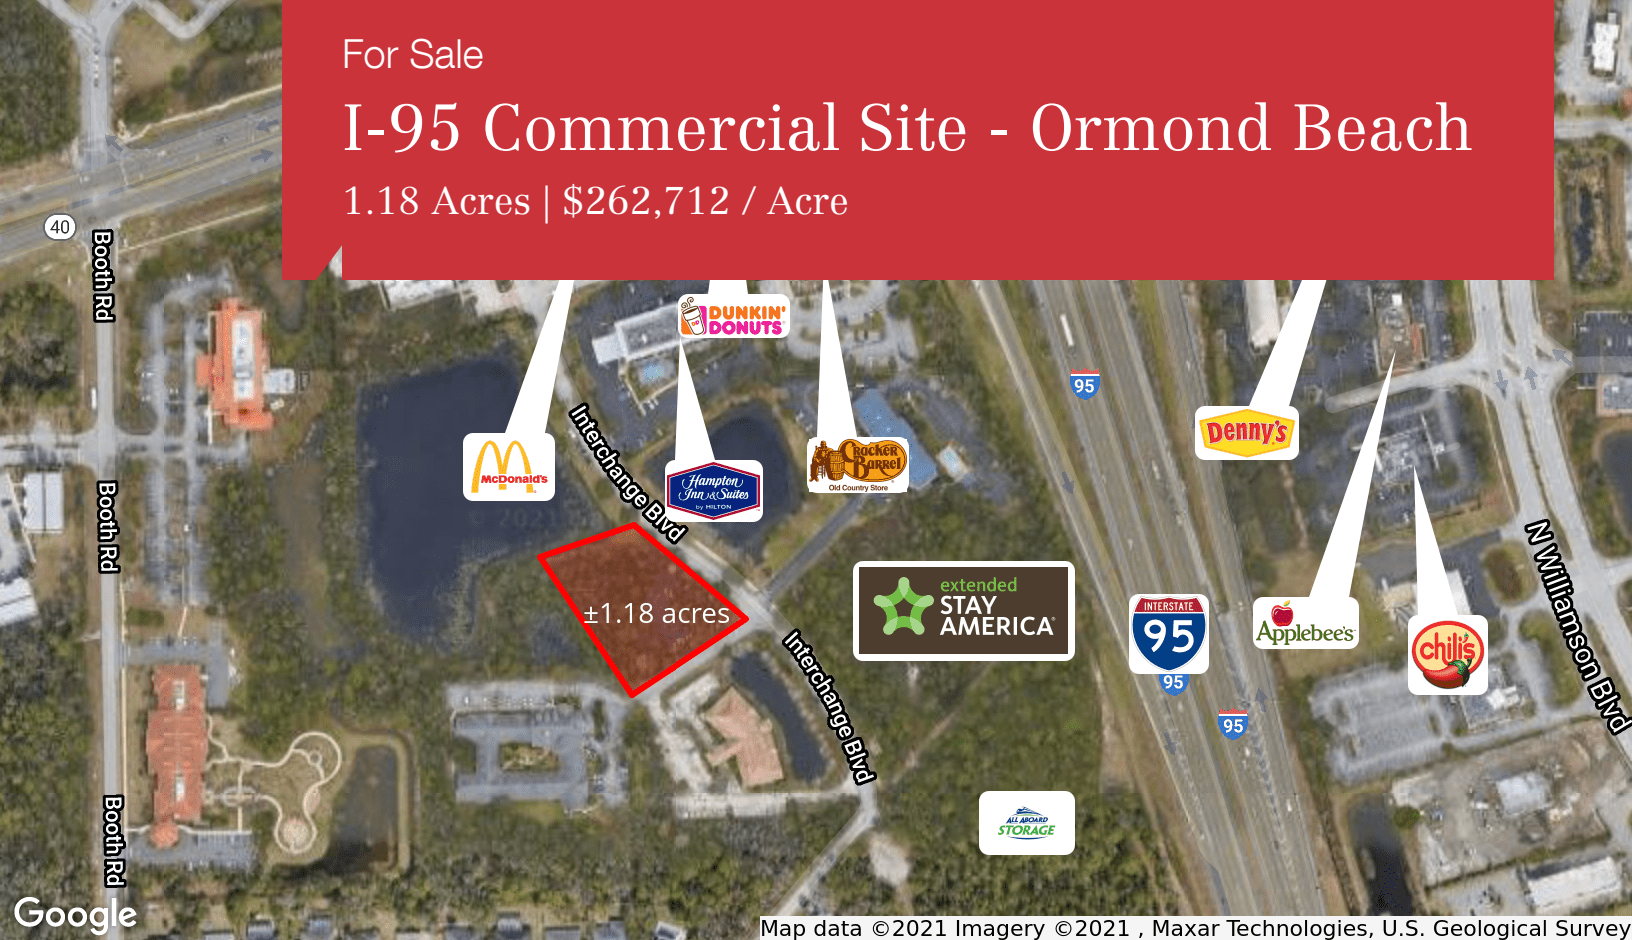 For Sale
I-95 Commercial Site - Ormond Beach
1.18 Acres | $262,712 / Acre
40
Booth Rd
DUNKIN'
DONUTS
95
Interchange Blvd
McDonald's
Hampton
Inn & Suites
by HILTON
Cracker
Barrel
Old Country Store
Denny's
Booth Rd
±1.18 acres
extended
STAY
AMERICA
INTERSTATE
95
95
95
Applebee's
chili's
N Williamson Blvd
Interchange Blvd
ALL ABOARD
STORAGE
Booth Rd
Google
Map data ©2021 Imagery ©2021 , Maxar Technologies, U.S. Geological Survey